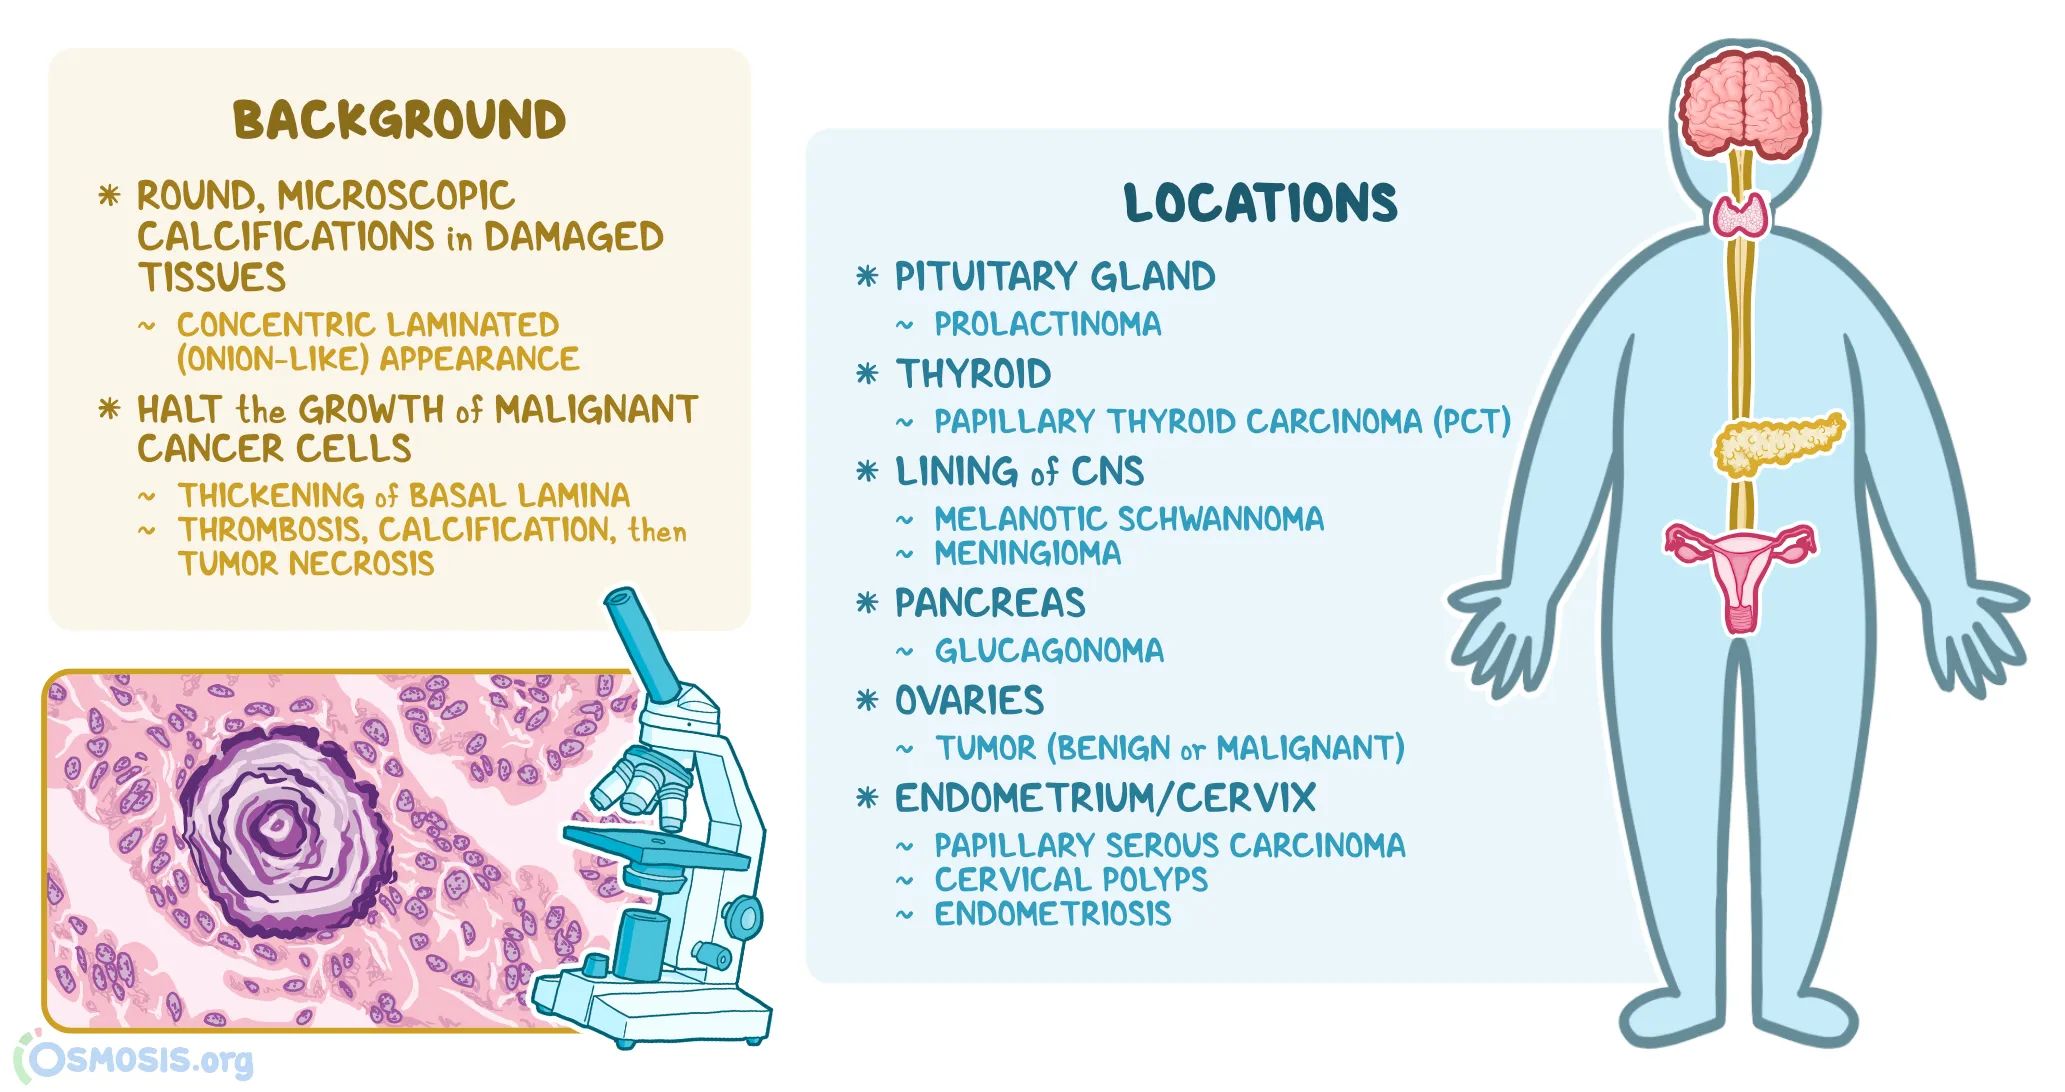 BACKGROUND
* ROUND, MICROSCOPIC
CALCIFICATIONS in DAMAGED
TISSUES
~ CONCENTRIC LAMINATED
(ONION-LIKE) APPEARANCE
* HALT the GROWTH of MALIGNANT
CANCER CELLS
~ THICKENING of BASAL LAMINA
~ THROMBOSIS, CALCIFICATION, then
TUMOR NECROSIS
LOCATIONS
* PITUITARY GLAND
~ PROLACTINOMA
* THYROID
~ PAPILLARY THYROID CARCINOMA (PCT)
* LINING of CNS
~ MELANOTIC SCHWANNOMA
~ MENINGIOMA
* PANCREAS
~ GLUCAGONOMA
* OVARIES
~ TUMOR (BENIGN or MALIGNANT)
* ENDOMETRIUM/CERVIX
~ PAPILLARY SEROUS CARCINOMA
~ CERVICAL POLYPS
~ ENDOMETRIOSIS
OSMOSIS.org